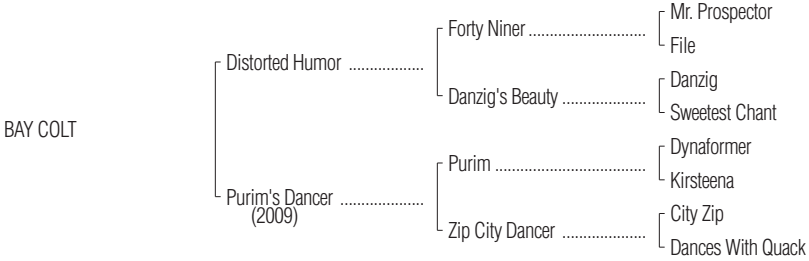 Mr. Prospector
Forty Niner ............................
File
Distorted Humor ..................
Danzig
Danzig's Beauty ....................
Sweetest Chant
BAY COLT
Dynaformer
Purim ....................................
Kirsteena
Purim's Dancer ....................
(2009)
City Zip
Zip City Dancer ....................
Dances With Quack